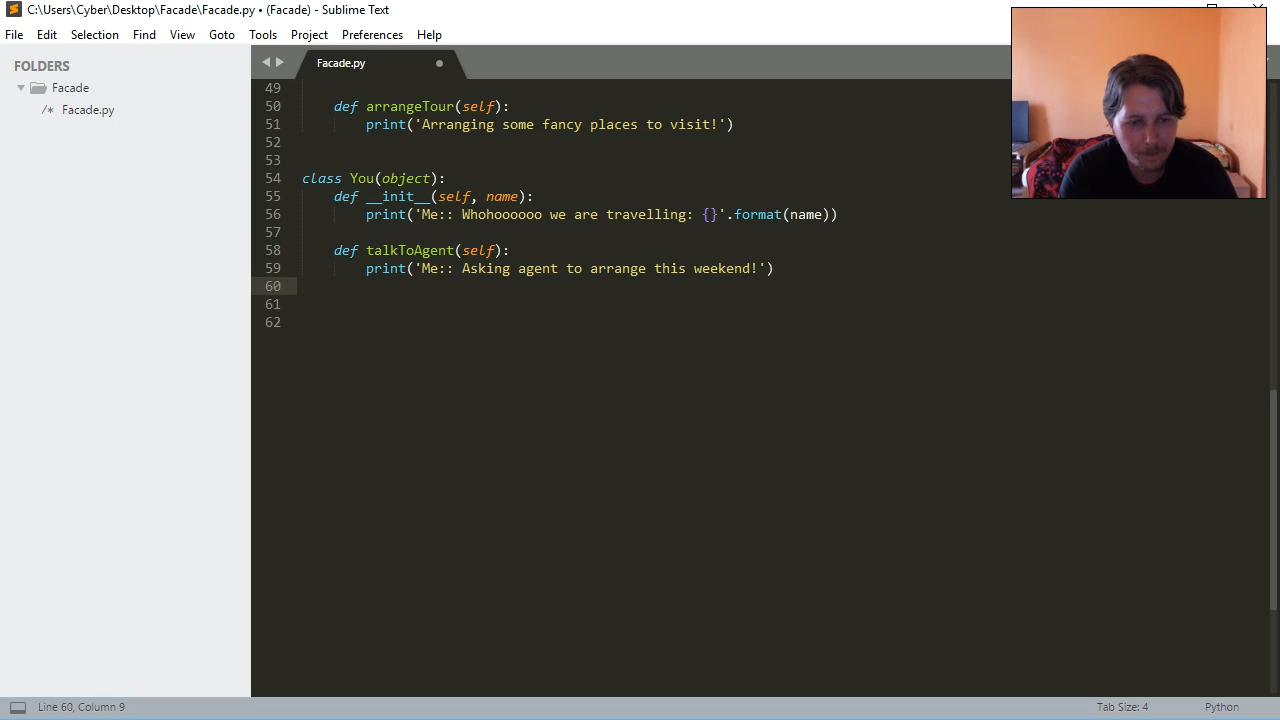 C:\Users\Cyber\Desktop\Facade\Facade.py • (Facade) - Sublime Text
File Edit Selection Find View Goto Tools Project Preferences Help
FOLDERS
Facade
/* Facade.py
Facade.py
49
50 def arrangeTour(self):
51 print('Arranging some fancy places to visit!')
52
53
54 class You(object):
55 def __init__(self, name):
56 print('Me:: Whohoooooo we are travelling: {}'.format(name))
57
58 def talkToAgent(self):
59 print('Me:: Asking agent to arrange this weekend!')
60
61
62
Line 60, Column 9 Tab Size: 4 Python